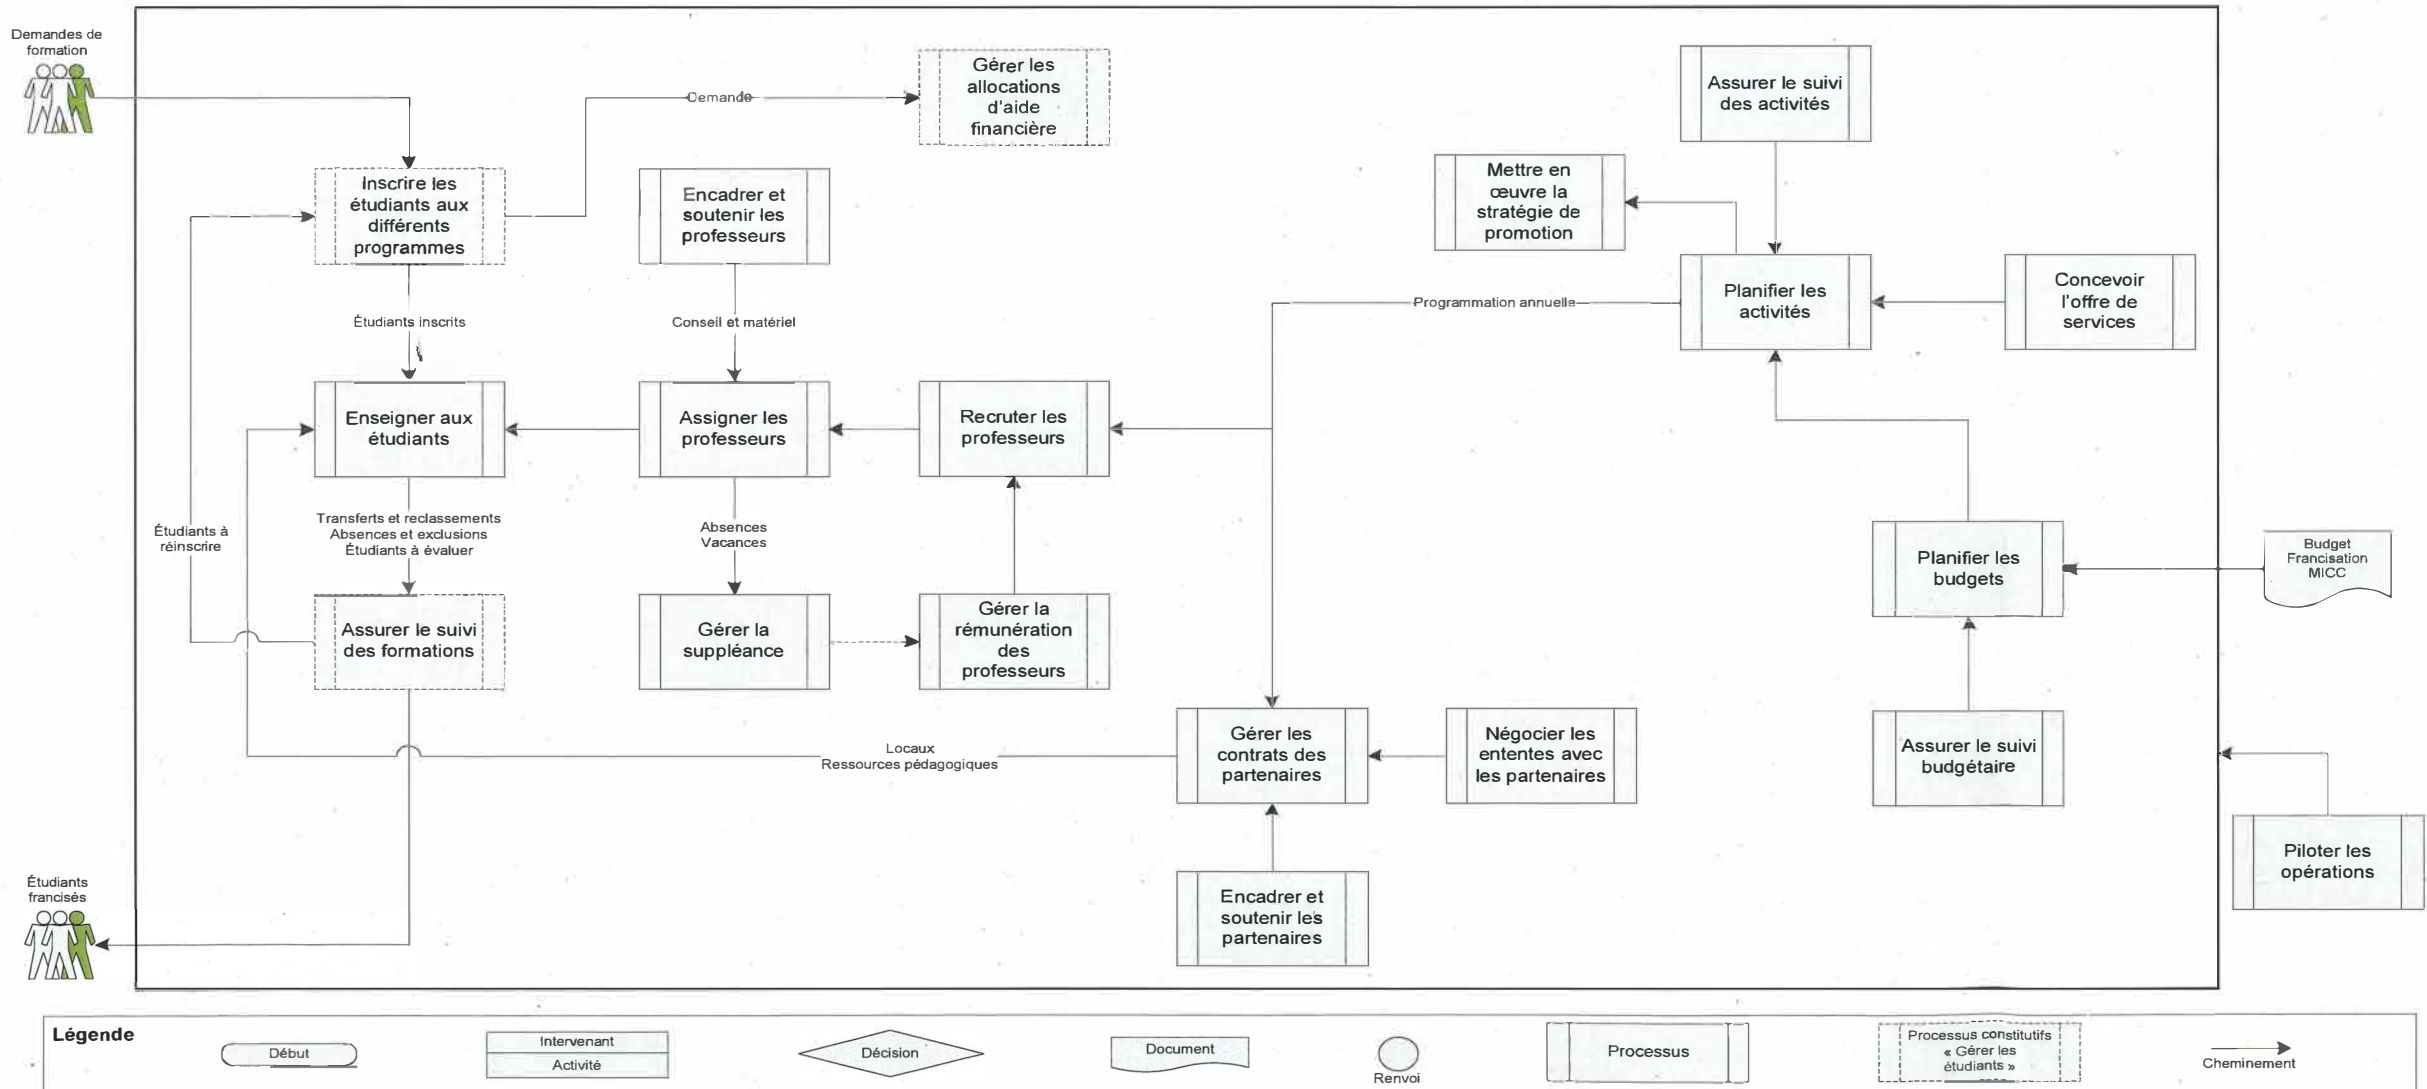 Demandes de
formation
Gérer les
allocations
d'aide
financière
Demande
Assurer le suivi
des activités
Inscrire les
étudiants aux
différents
programmes
Encadrer et
soutenir les
professeurs
Mettre en
œuvre la
stratégie de
promotion
Planifier les
activités
Concevoir
l'offre de
services
Programmation annuelle
Étudiants inscrits
Conseil et matériel
Enseigner aux
étudiants
Assigner les
professeurs
Recruter les
professeurs
Étudiants à
réinscrire
Transferts et reclassements
Absences et exclusions
Étudiants à évaluer
Absences
Vacances
Planifier les
budgets
Budget
Francisation
MICC
Assurer le suivi
des formations
Gérer la
suppléance
Gérer la
rémunération
des
professeurs
Locaux
Ressources pédagogiques
Gérer les
contrats des
partenaires
Négocier les
ententes avec
les partenaires
Assurer le suivi
budgétaire
Piloter les
opérations
Étudiants
francisés
Encadrer et
soutenir les
partenaires
Légende
Début
Intervenant
Activité
Décision
Document
Renvoi
Processus
Processus constitutifs
« Gérer les
étudiants »
Cheminement